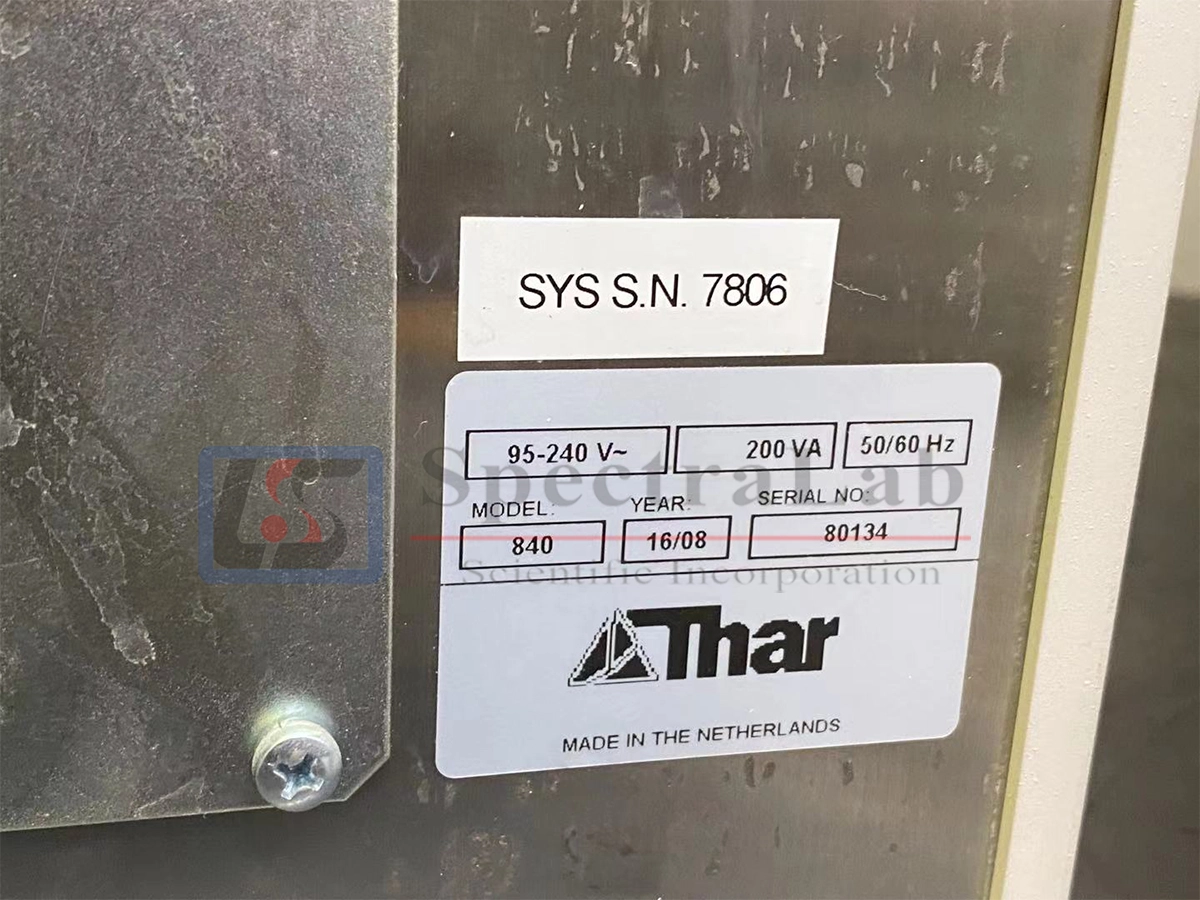 SYS S.N. 7806
95-240 V~ 200 VA 50/60 Hz
MODEL: YEAR: SERIAL NO:
840 16/08 80134
LS SpectraLab
Scientific Incorporation
Thar
MADE IN THE NETHERLANDS